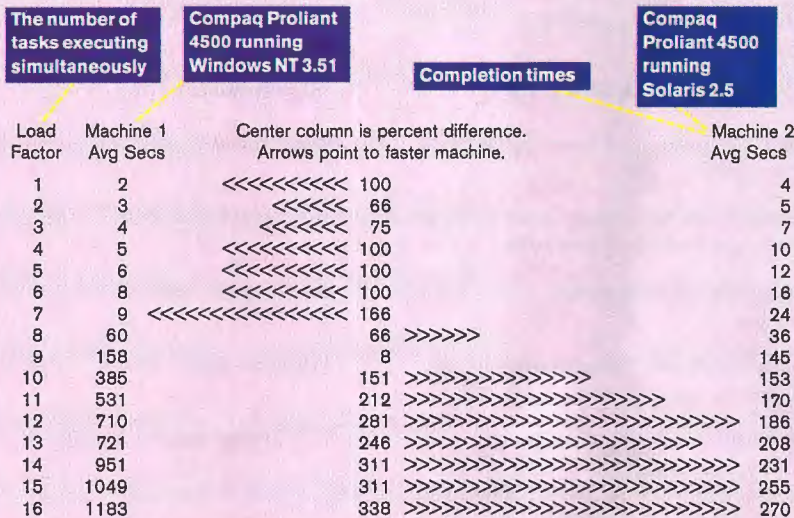 The number of
tasks executing
simultaneously
Compaq Proliant
4500 running
Windows NT 3.51
Completion times
Compaq
Proliant 4500
running
Solaris 2.5
Load Factor
Machine 1 Avg Secs
Center column is percent difference.
Arrows point to faster machine.
Machine 2
Avg Secs
1 2 <<<<<<<<<< 100 4
2 3 <<<<<< 66 5
3 4 <<<<<<< 75 7
4 5 <<<<<<<<<< 100 10
5 6 <<<<<<<<<< 100 12
6 8 <<<<<<<<<< 100 16
7 9 <<<<<<<<<<<<<<<< 166 24
8 60 66 >>>>>> 36
9 158 8 145
10 385 151 >>>>>>>>>>>>>>> 153
11 531 212 >>>>>>>>>>>>>>>>>>>>> 170
12 710 281 >>>>>>>>>>>>>>>>>>>>>>>>>>> 186
13 721 246 >>>>>>>>>>>>>>>>>>>>>>>> 208
14 951 311 >>>>>>>>>>>>>>>>>>>>>>>>>>> 231
15 1049 311 >>>>>>>>>>>>>>>>>>>>>>>>>>> 255
16 1183 338 >>>>>>>>>>>>>>>>>>>>>>>>>>> 270